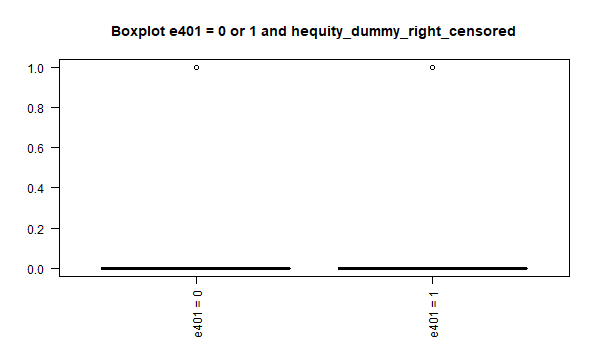 Boxplot e401 = 0 or 1 and hequity_dummy_right_censored
1.0
0.8
0.6
0.4
0.2
0.0
e401 = 0
e401 = 1